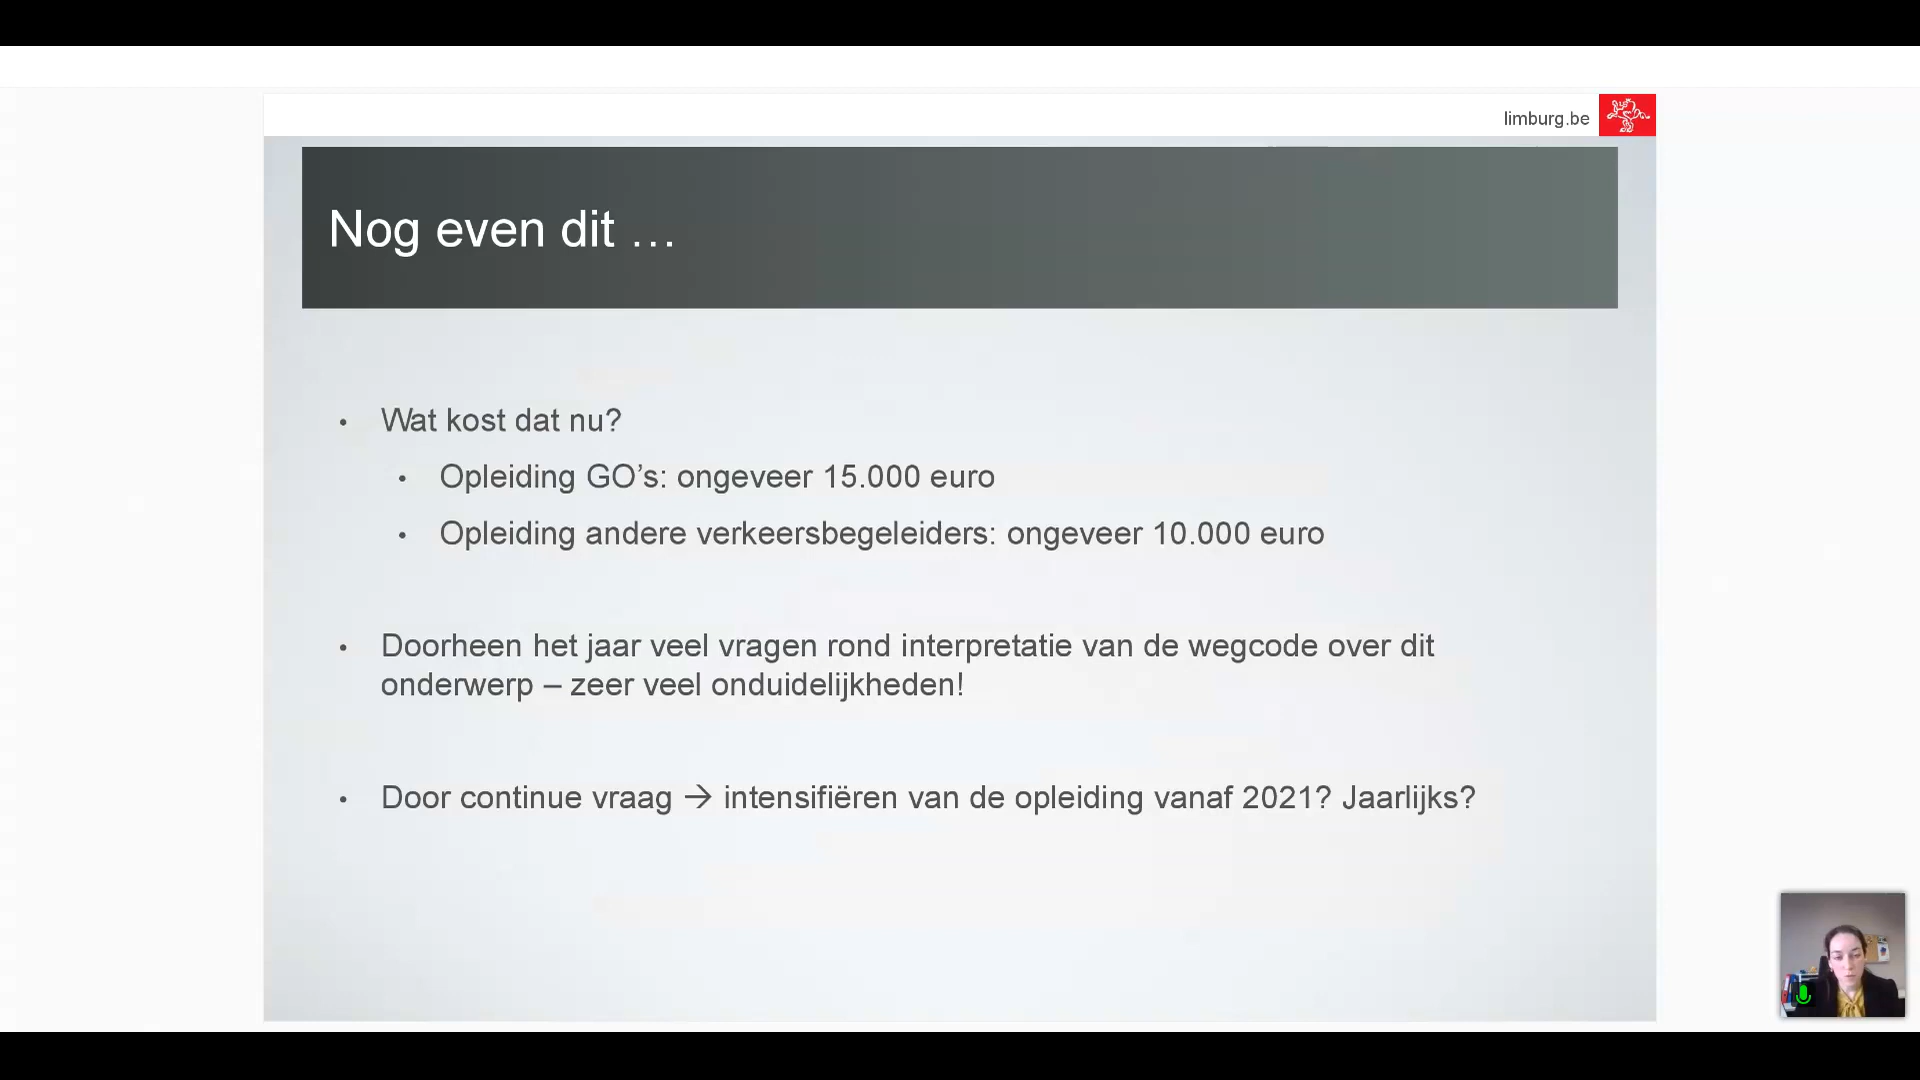 limburg.be
Nog even dit …
• Wat kost dat nu?
• Opleiding GO’s: ongeveer 15.000 euro
• Opleiding andere verkeersbegeleiders: ongeveer 10.000 euro
• Doorheen het jaar veel vragen rond interpretatie van de wegcode over dit
onderwerp – zeer veel onduidelijkheden!
• Door continue vraag → intensifiëren van de opleiding vanaf 2021? Jaarlijks?